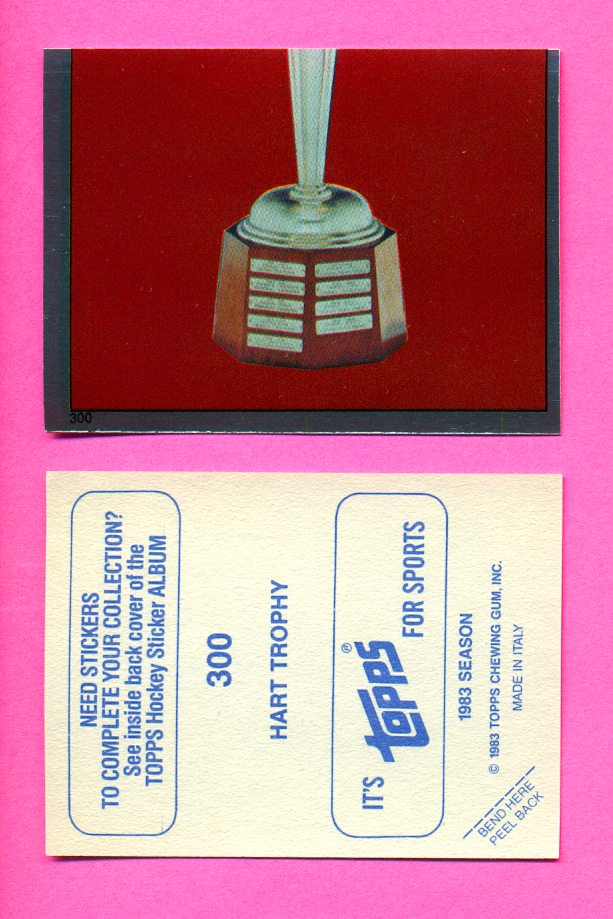 300
NEED STICKERS
TO COMPLETE YOUR COLLECTION?
See inside back cover of the
TOPPS Hockey Sticker ALBUM
300
HART TROPHY
IT'S topps® FOR SPORTS
1983 SEASON
© 1983 TOPPS CHEWING GUM, INC.
MADE IN ITALY
BEND HERE
PEEL BACK